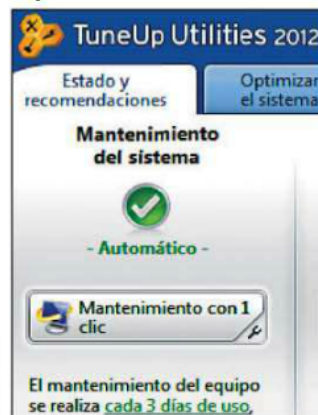 TuneUp Utilities 2012
Estado y
recomendaciones
Optimizar
el sistema
Mantenimiento
del sistema
- Automático -
Mantenimiento con 1
clic
El mantenimiento del equipo
se realiza cada 3 días de uso,